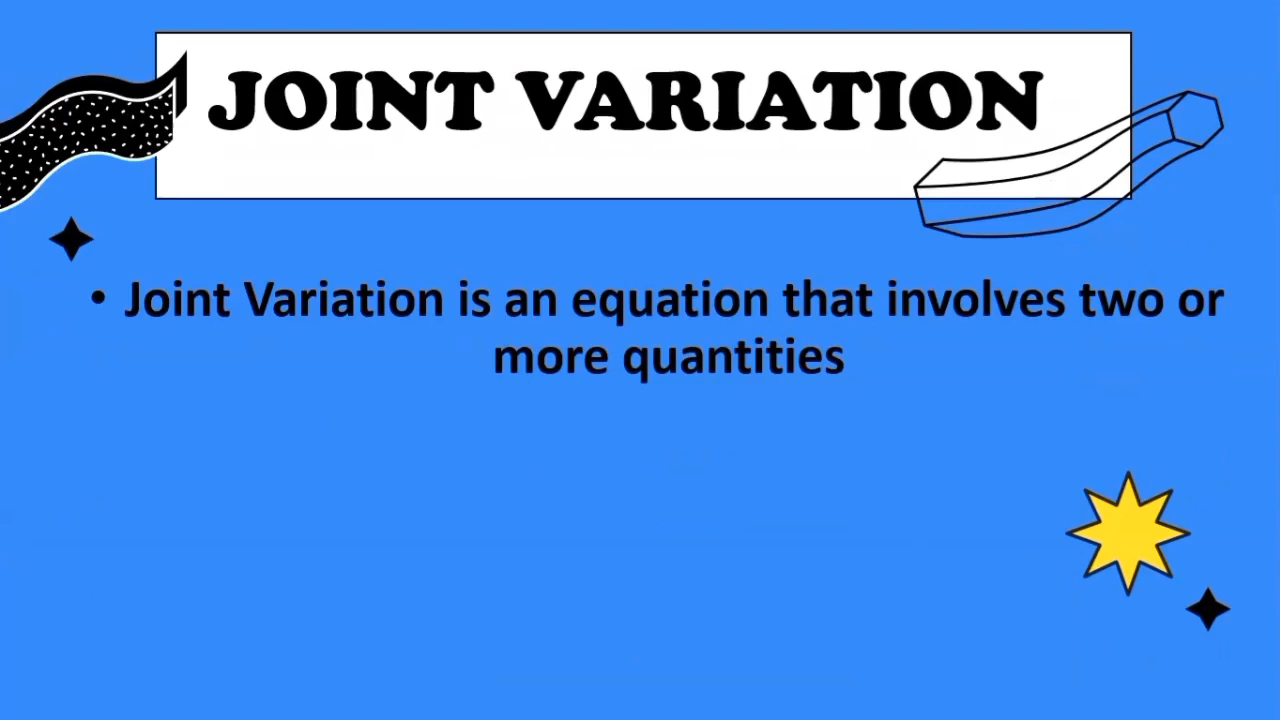 JOINT VARIATION
• Joint Variation is an equation that involves two or
more quantities